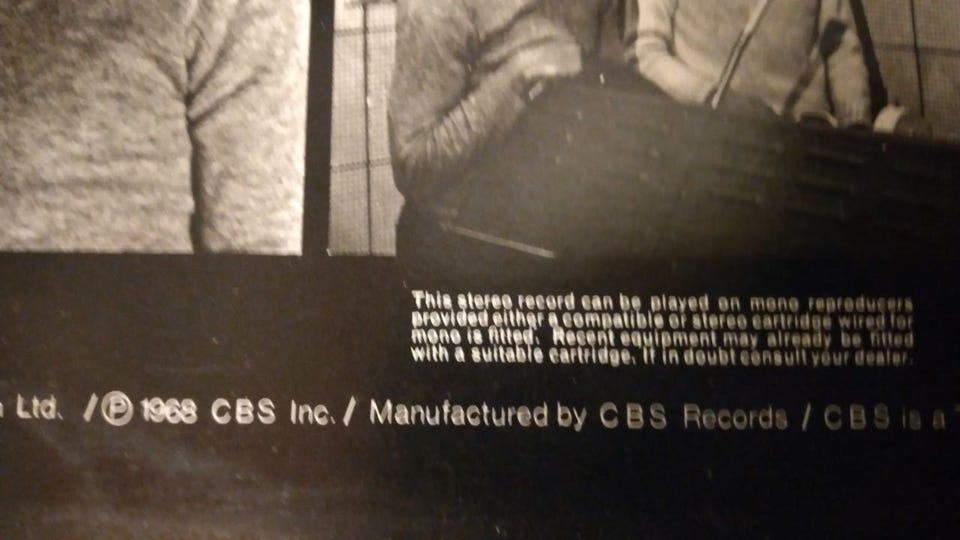 This stereo record can be played on mono reproducers
provided either a compatible or stereo cartridge wired for
mono is fitted. Recent equipment may already be fitted
with a suitable cartridge. If in doubt consult your dealer.
Ltd. / ℗ 1968 CBS Inc. / Manufactured by CBS Records / CBS is a